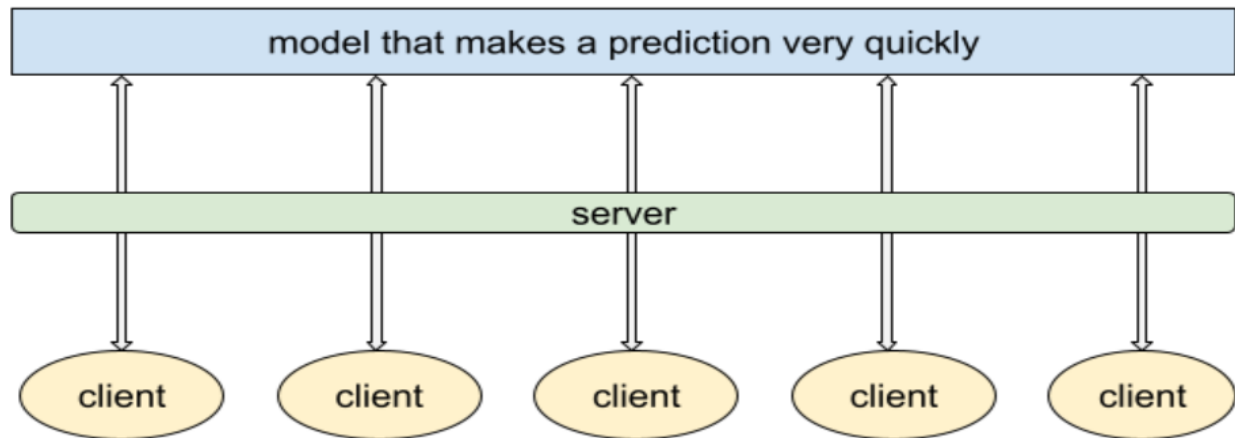 model that makes a prediction very quickly
server
client client client client client